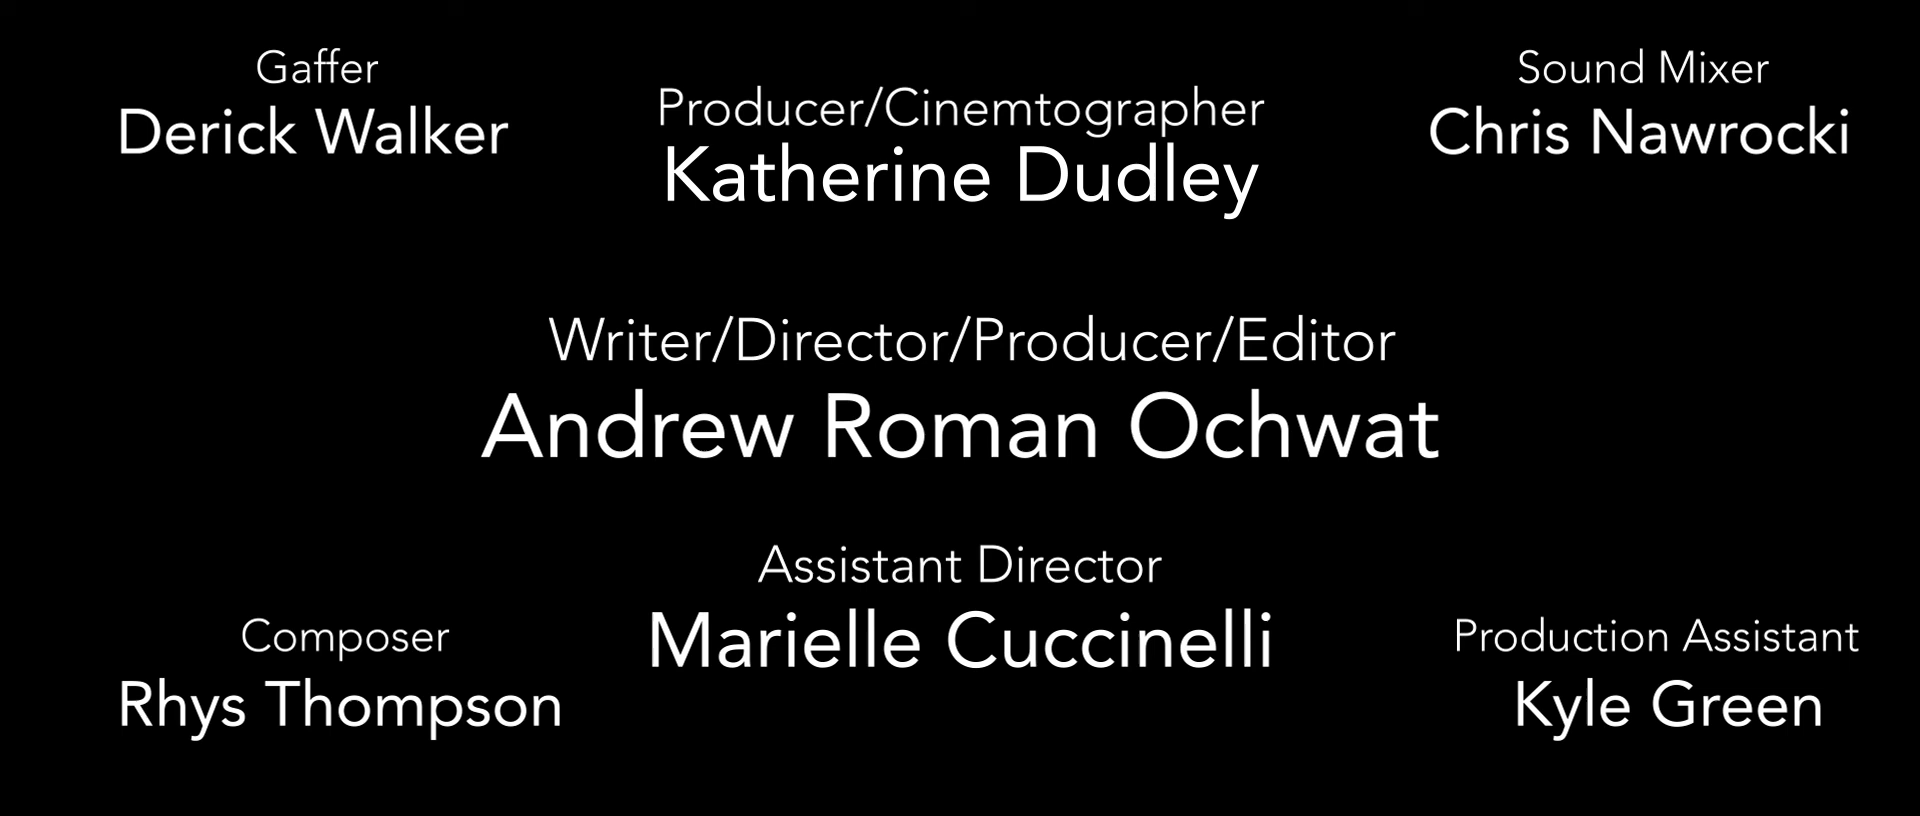 Gaffer
Derick Walker
Producer/Cinemtographer
Katherine Dudley
Sound Mixer
Chris Nawrocki
Writer/Director/Producer/Editor
Andrew Roman Ochwat
Assistant Director
Marielle Cuccinelli
Composer
Rhys Thompson
Production Assistant
Kyle Green